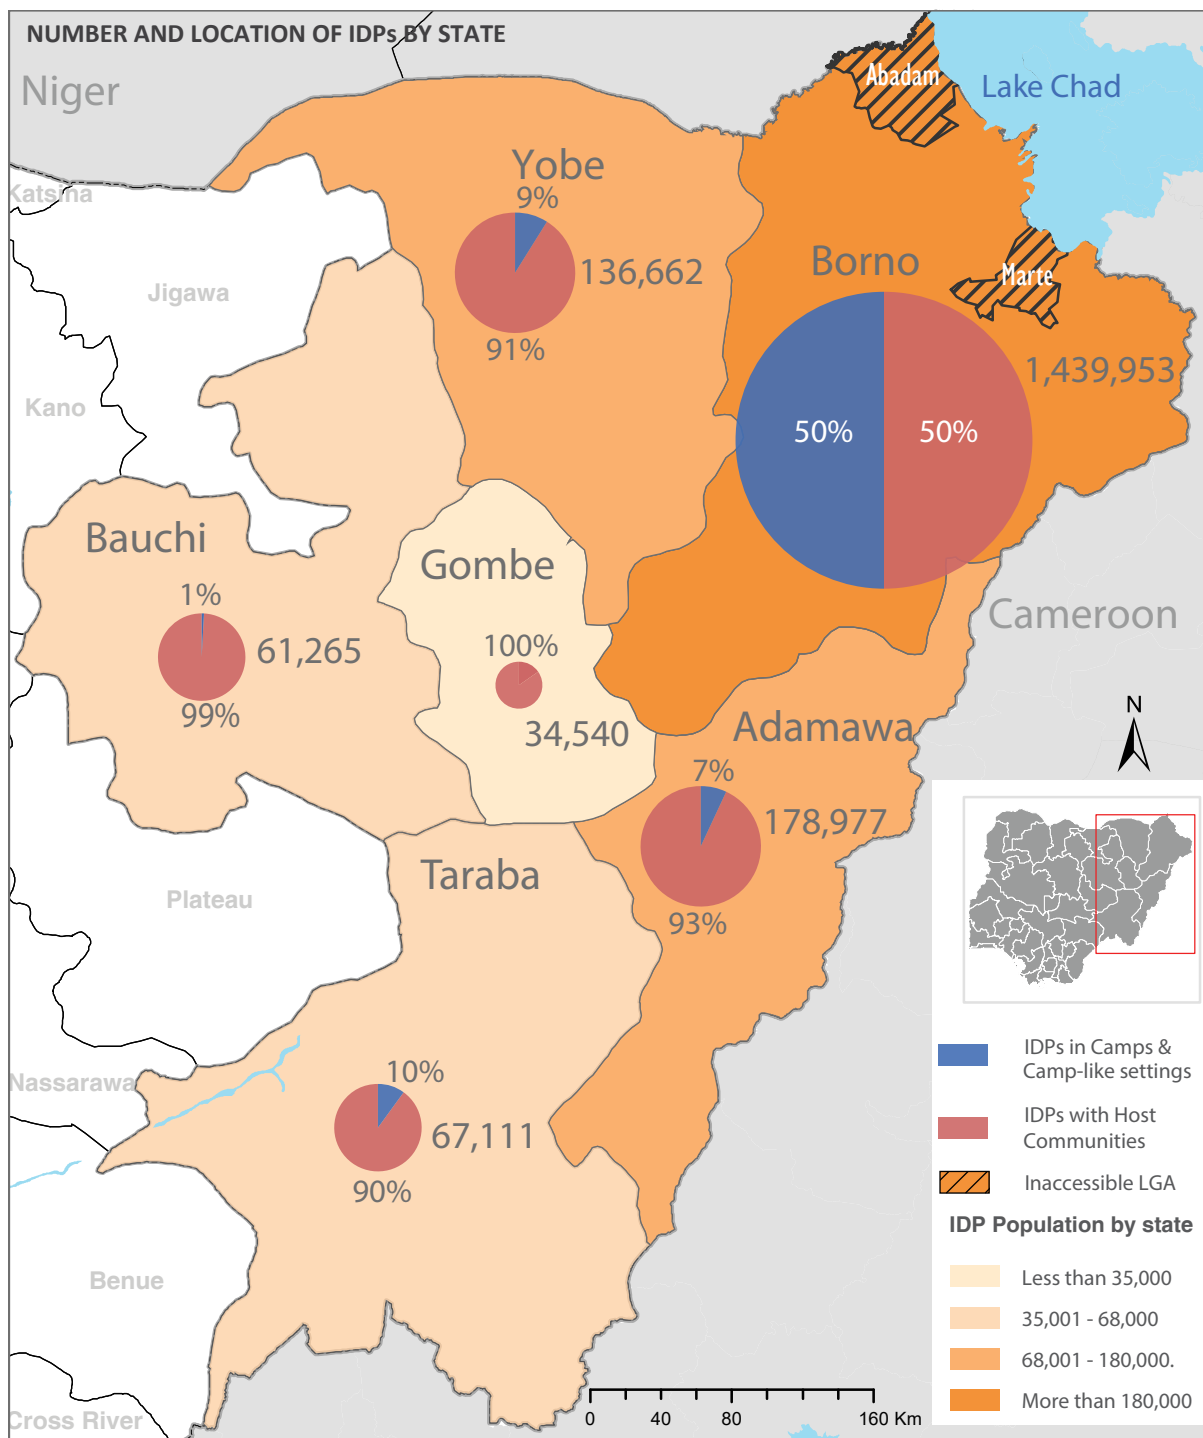 NUMBER AND LOCATION OF IDPs BY STATE
Niger
Lake Chad
Abadam
Katsina
Yobe
9%
136,662
91%
Borno
Marte
1,439,953
50%
50%
Jigawa
Kano
Bauchi
1%
61,265
99%
Gombe
100%
34,540
Cameroon
Adamawa
7%
178,977
93%
N
Taraba
10%
67,111
90%
Plateau
Nassarawa
Benue
Cross River
IDPs in Camps &
Camp-like settings
IDPs with Host
Communities
Inaccessible LGA
IDP Population by state
Less than 35,000
35,001 - 68,000
68,001 - 180,000.
More than 180,000
0 40 80 160 Km